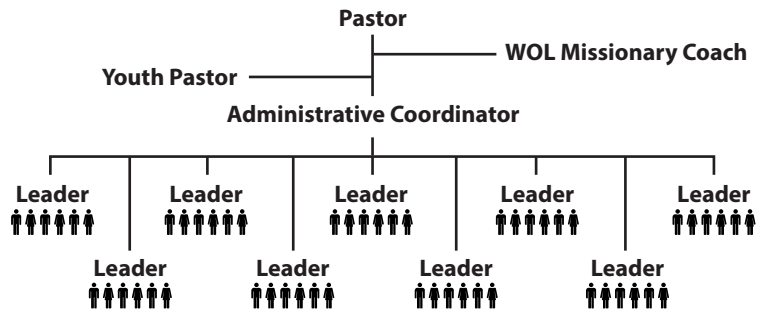 Pastor
WOL Missionary Coach
Youth Pastor
Administrative Coordinator
Leader Leader Leader Leader Leader
Leader Leader Leader Leader